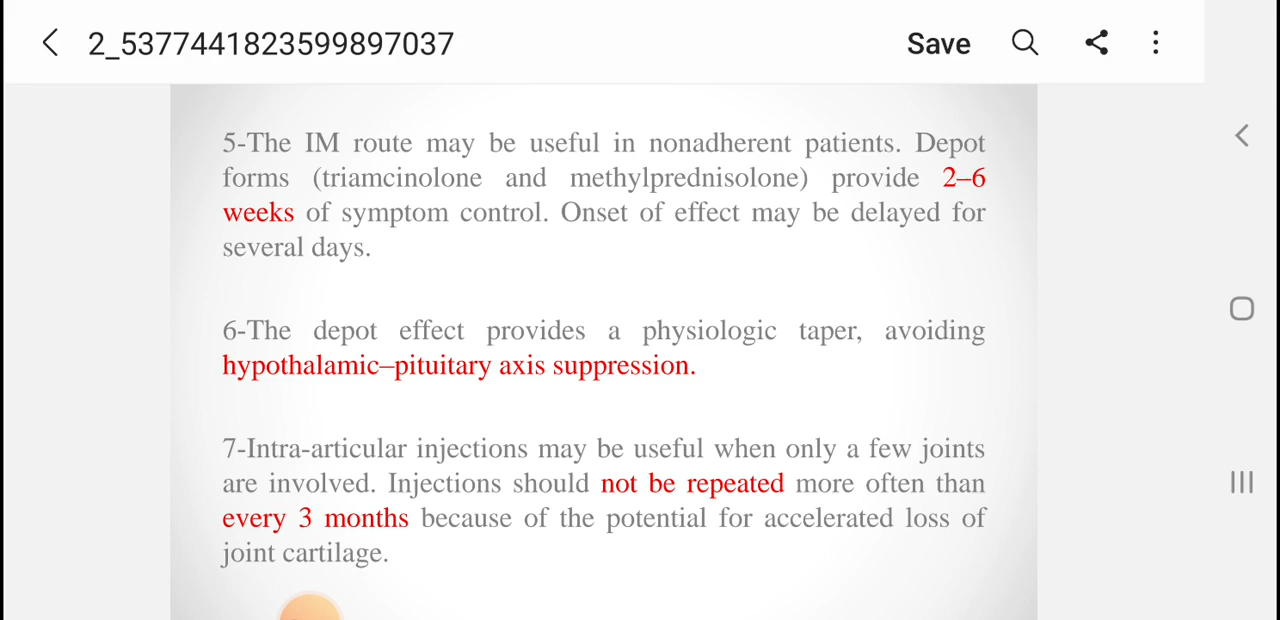 2_5377441823599897037
Save
5-The IM route may be useful in nonadherent patients. Depot
forms (triamcinolone and methylprednisolone) provide 2–6
weeks of symptom control. Onset of effect may be delayed for
several days.
6-The depot effect provides a physiologic taper, avoiding
hypothalamic–pituitary axis suppression.
7-Intra-articular injections may be useful when only a few joints
are involved. Injections should not be repeated more often than
every 3 months because of the potential for accelerated loss of
joint cartilage.